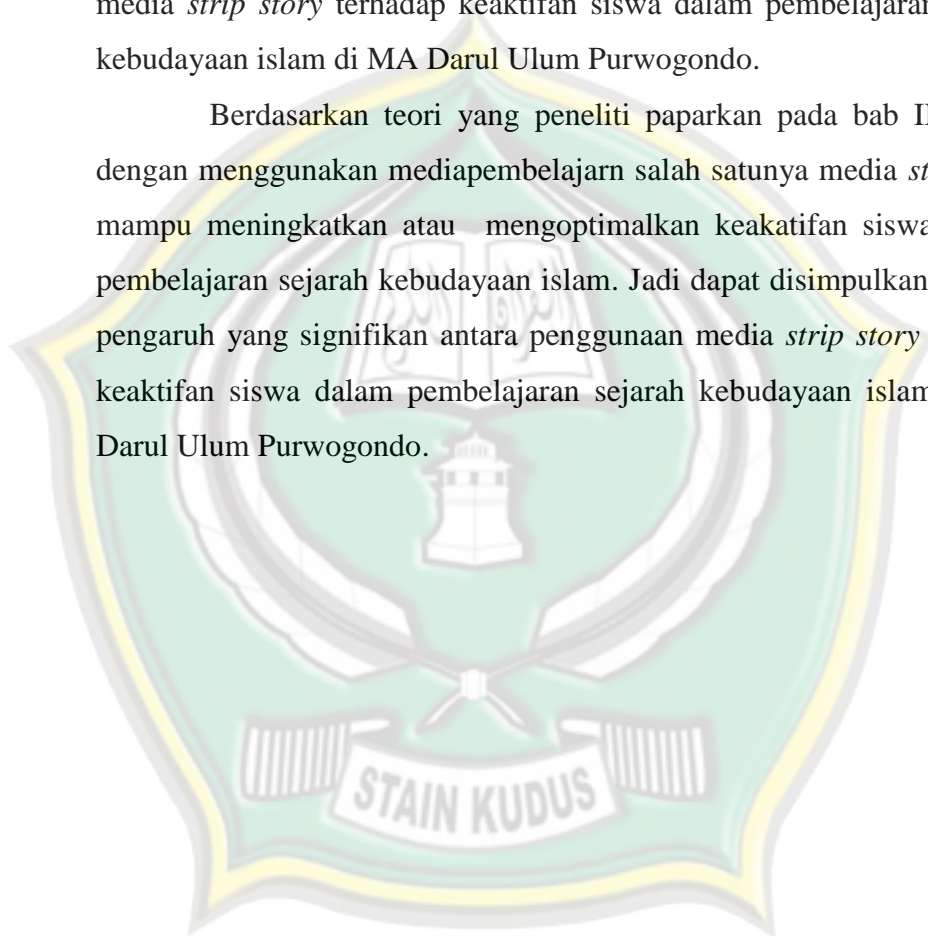 media strip story terhadap keaktifan siswa dalam pembelajaran
kebudayaan islam di MA Darul Ulum Purwogondo.
Berdasarkan teori yang peneliti paparkan pada bab
dengan menggunakan mediapembelajarn salah satunya media
mampu meningkatkan atau mengoptimalkan keakatifan siswa
pembelajaran sejarah kebudayaan islam. Jadi dapat disimpulkan
pengaruh yang signifikan antara penggunaan media strip story
keaktifan siswa dalam pembelajaran sejarah kebudayaan islam
Darul Ulum Purwogondo.
STAIN KUDUS